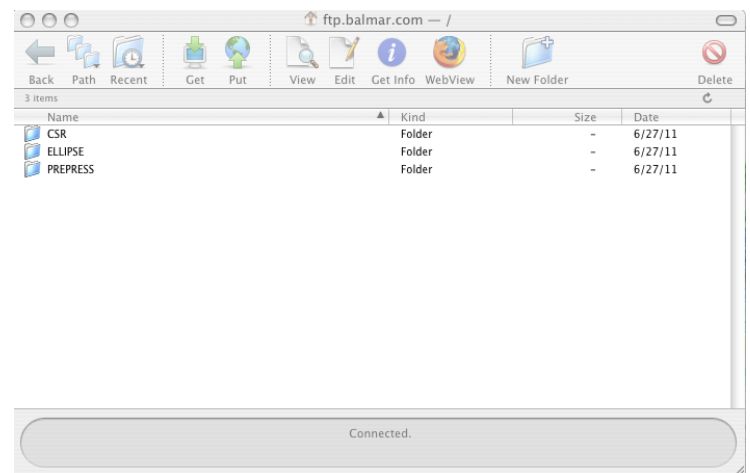 ftp.balmar.com — /
Back Path Recent Get Put View Edit Get Info WebView New Folder Delete
3 items
Name Kind Size Date
CSR Folder – 6/27/11
ELLIPSE Folder – 6/27/11
PREPRESS Folder – 6/27/11
Connected.